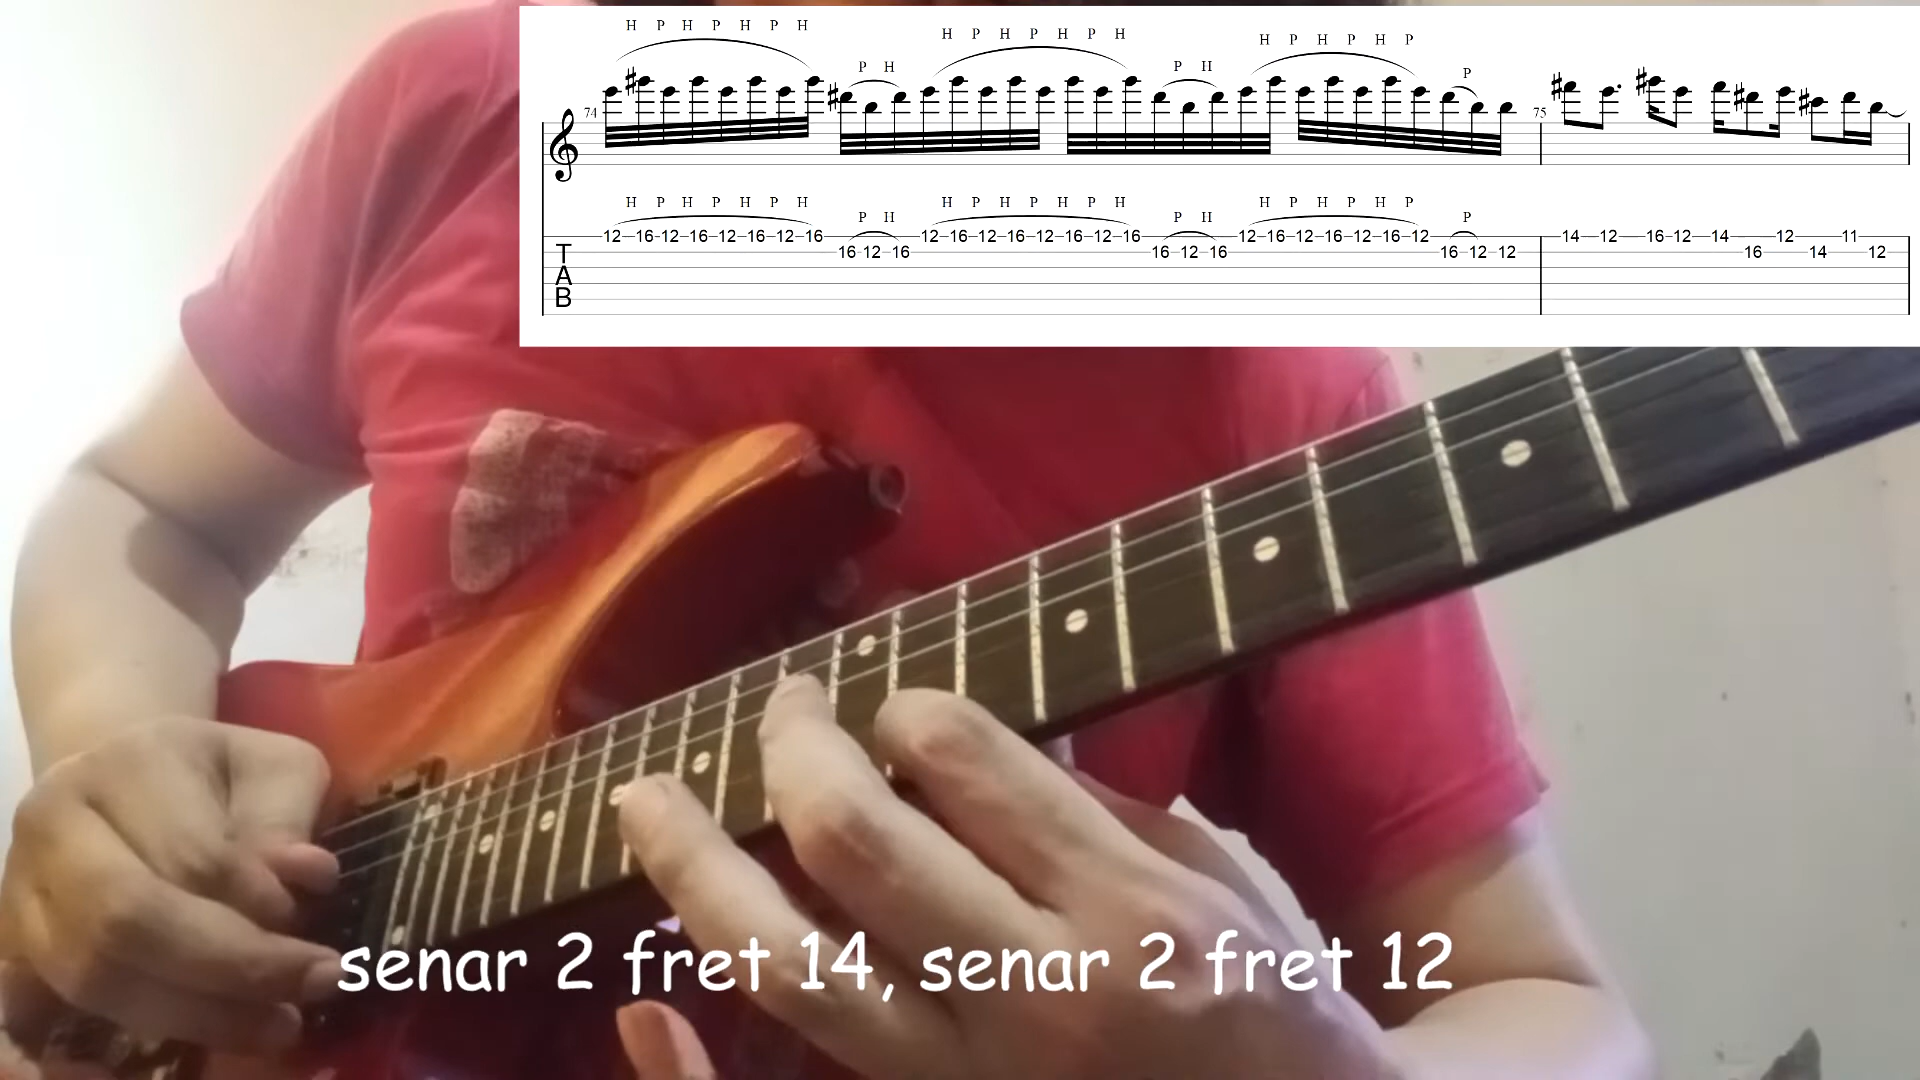 H P H P H P H P H H P H P H P H P H H P H P H P P
74 75
H P H P H P H P H H P H P H P H P H H P H P H P P
12 16 12 16 12 16 12 16 12 16 12 16 12 16 12 16 12 16 12 16 12 16 12 14 12 16 12 14 12 11
T 16 12 16 16 12 16 16 12 12 16 14 12
A
B
senar 2 fret 14, senar 2 fret 12